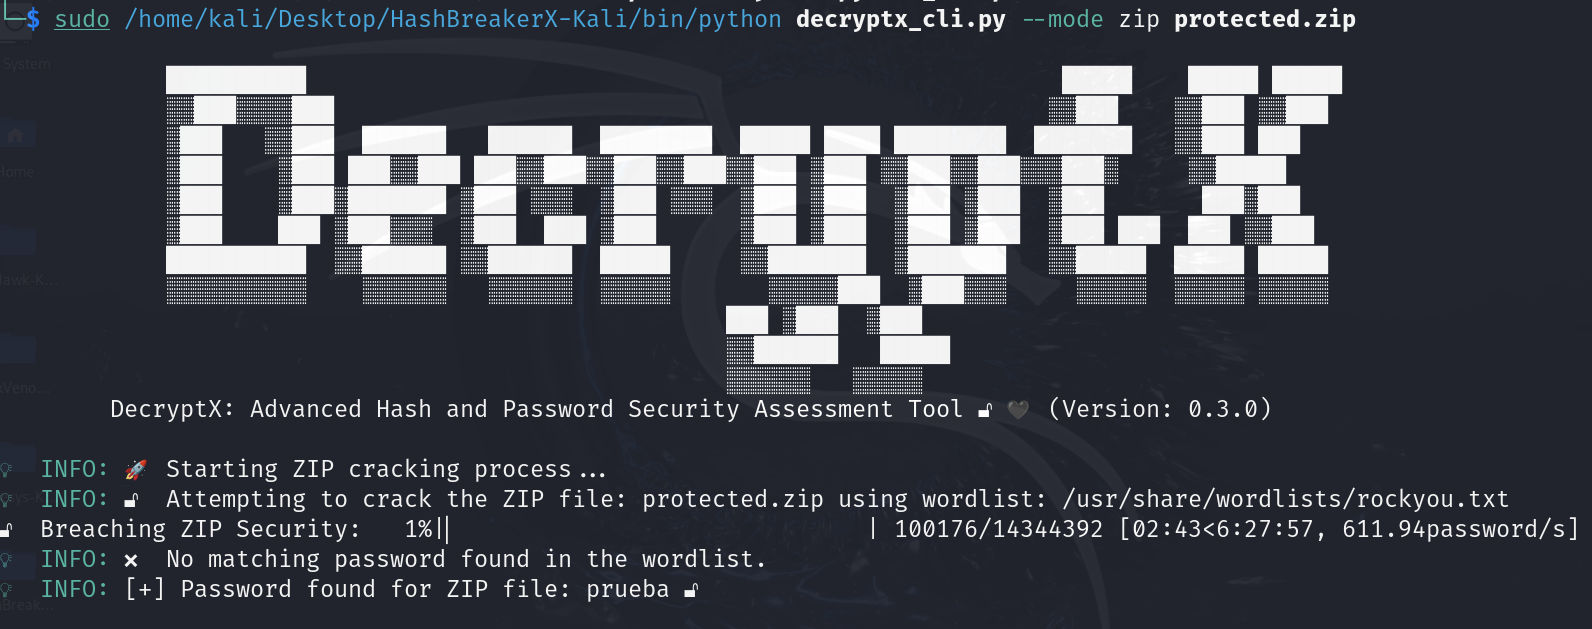 $ sudo /home/kali/Desktop/HashBreakerX-Kali/bin/python decryptx_cli.py --mode zip protected.zip
System
DecryptX
Home
DecryptX: Advanced Hash and Password Security Assessment Tool 🔓 🖤 (Version: 0.3.0)
💡 INFO: 🚀 Starting ZIP cracking process...
💡 INFO: 🔓 Attempting to crack the ZIP file: protected.zip using wordlist: /usr/share/wordlists/rockyou.txt
🔓 Breaching ZIP Security:   1%|| | 100176/14344392 [02:43<6:27:57, 611.94password/s]
💡 INFO: ❌ No matching password found in the wordlist.
💡 INFO: [+] Password found for ZIP file: prueba 🔓